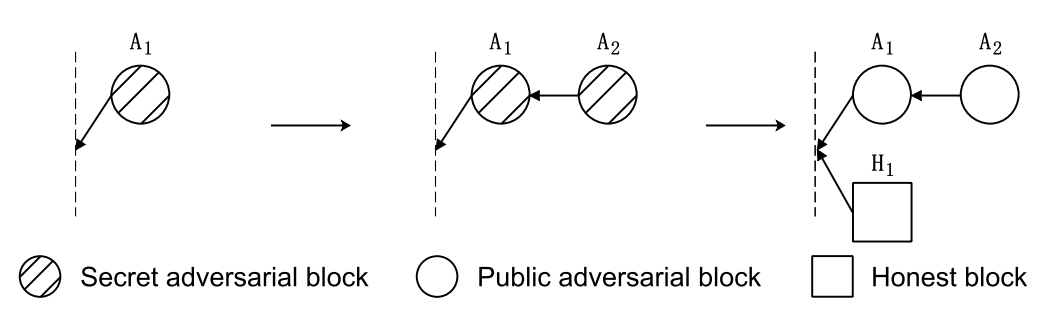 A1
A1 A2
A1 A2
H1
Secret adversarial block
Public adversarial block
Honest block